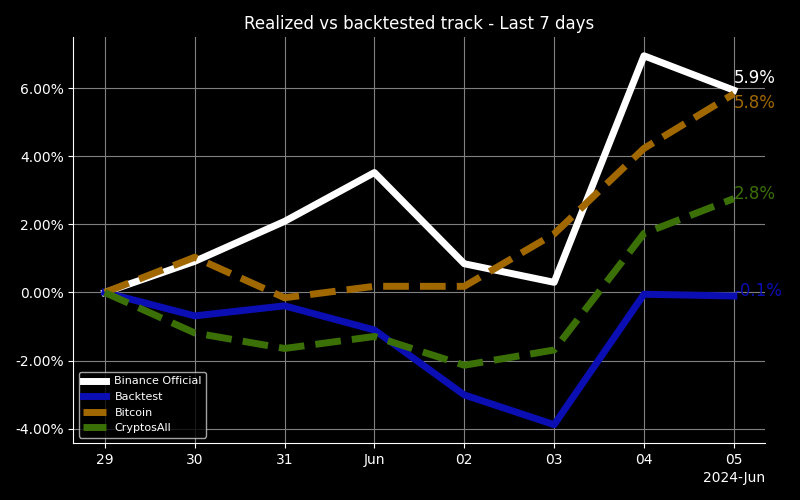 Realized vs backtested track - Last 7 days
6.00%
4.00%
2.00%
0.00%
-2.00%
-4.00%
5.9%
5.8%
2.8%
-0.1%
Binance Official
Backtest
Bitcoin
CryptosAll
29 30 31 Jun 02 03 04 05
2024-Jun